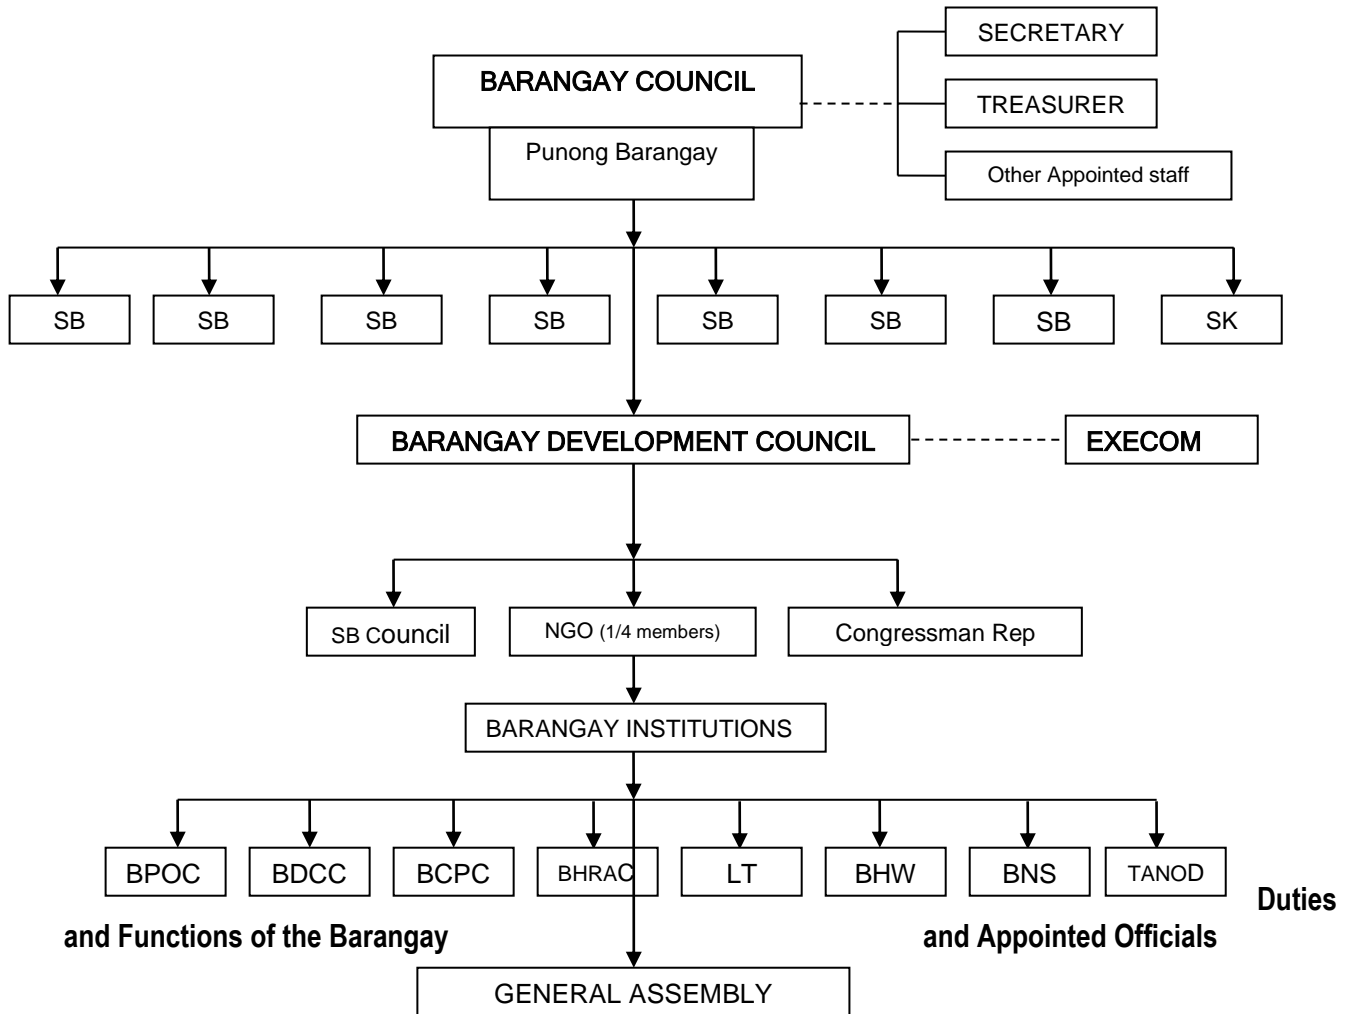 SECRETARY
BARANGAY COUNCIL
TREASURER
Punong Barangay
Other Appointed staff
SB SB SB SB SB SB SB SK
BARANGAY DEVELOPMENT COUNCIL EXECOM
SB Council NGO (1/4 members) Congressman Rep
BARANGAY INSTITUTIONS
BPOC BDCC BCPC BHRAC LT BHW BNS TANOD
Duties
and Functions of the Barangay and Appointed Officials
GENERAL ASSEMBLY